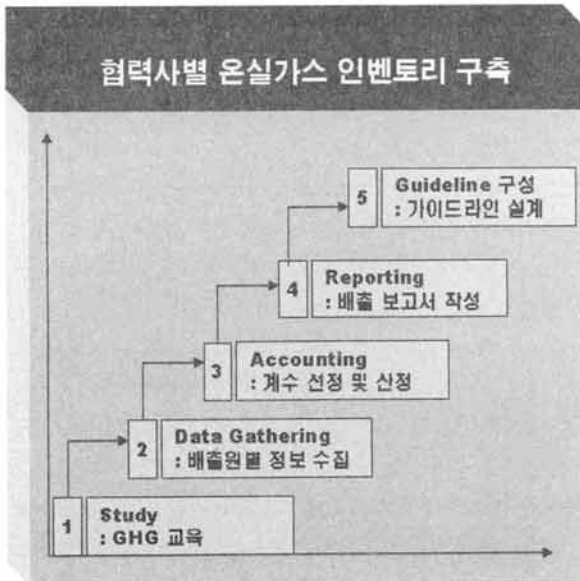 협력사별 온실가스 인벤토리 구축
5
Guideline 구성
: 가이드라인 설계
4
Reporting
: 배출 보고서 작성
3
Accounting
: 계수 선정 및 산정
2
Data Gathering
: 배출원별 정보 수집
1
Study
: GHG 교육